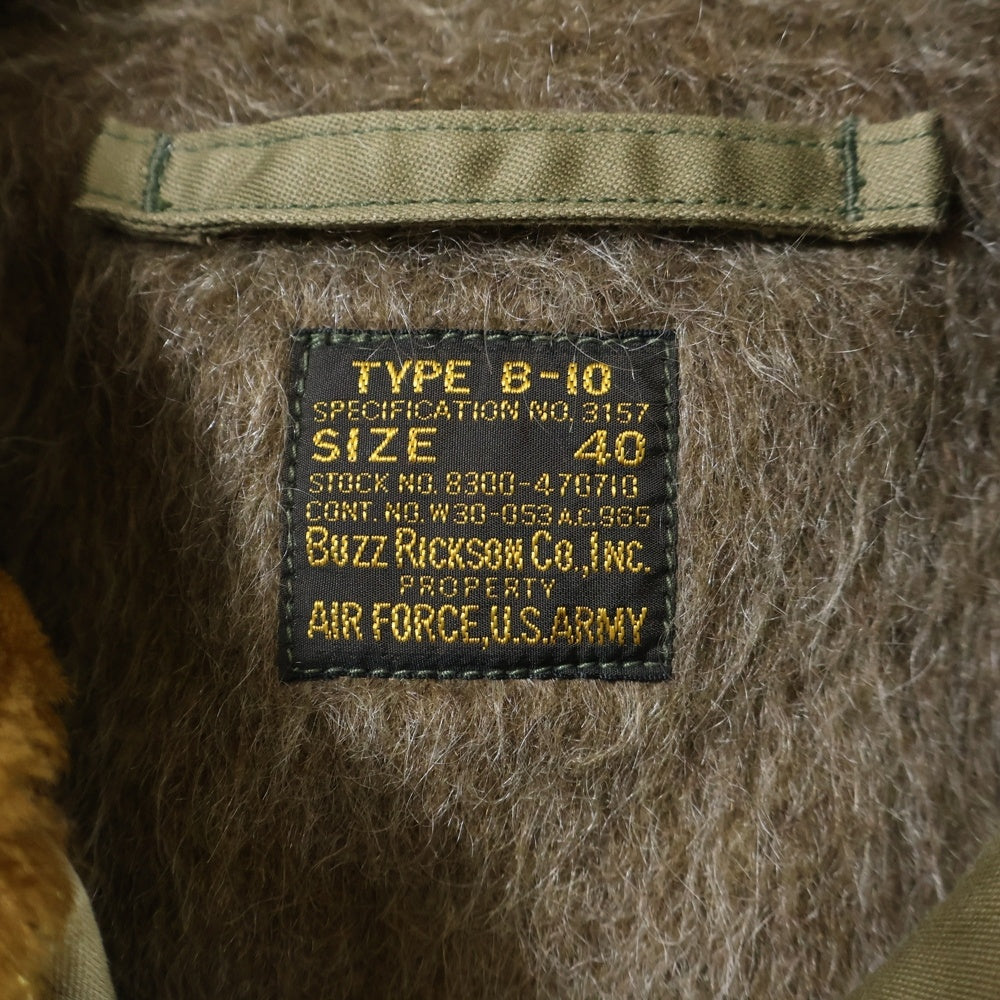 TYPE B-10
SPECIFICATION NO. 3157
SIZE 40
STOCK NO. 8300-470710
CONT. NO. W30-053 A.C. 965
BUZZ RICKSON CO., INC.
PROPERTY
AIR FORCE, U.S. ARMY